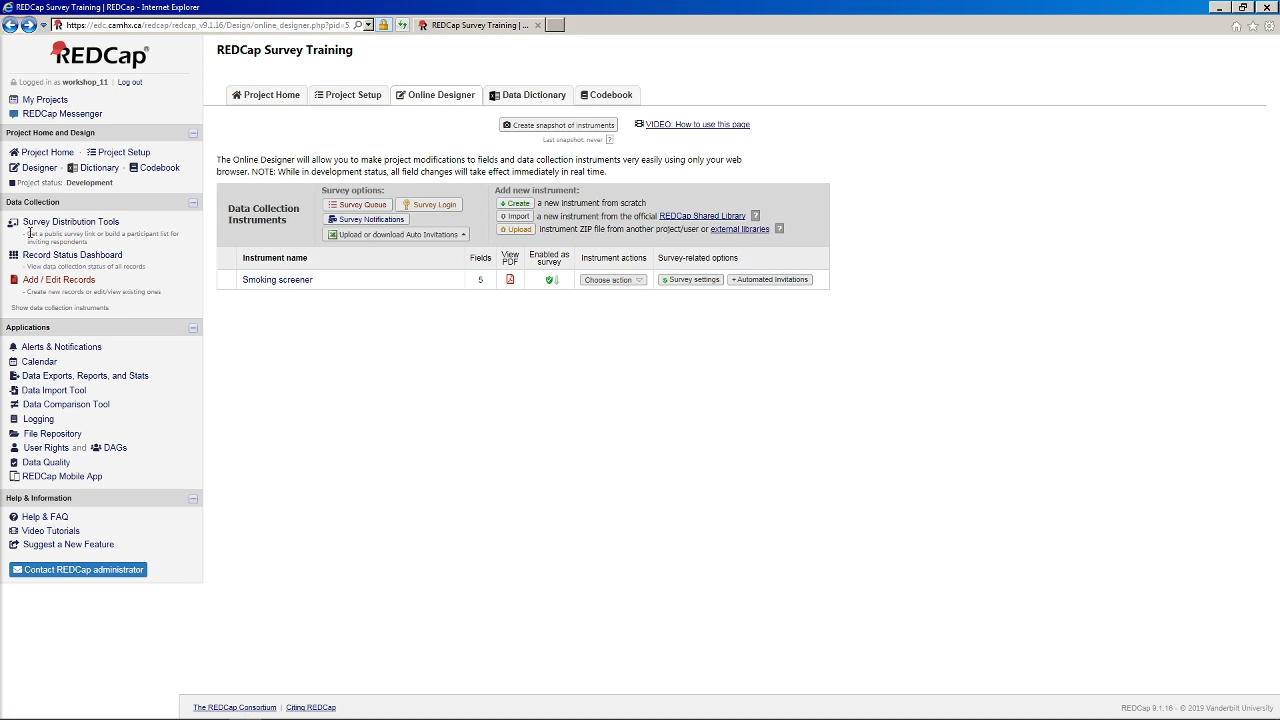 REDCap Survey Training | REDCap - Internet Explorer
https://edc.camhx.ca/redcap/redcap_v9.1.16/Design/online_designer.php?pid=5
REDCap Survey Training | ...
REDCap
Logged in as workshop_11 | Log out
My Projects
REDCap Messenger
Project Home and Design
Project Home · Project Setup
Designer · Dictionary · Codebook
Project status: Development
Data Collection
Survey Distribution Tools
- Get a public survey link or build a participant list for
inviting respondents
Record Status Dashboard
- View data collection status of all records
Add / Edit Records
- Create new records or edit/view existing ones
Show data collection instruments
Applications
Alerts & Notifications
Calendar
Data Exports, Reports, and Stats
Data Import Tool
Data Comparison Tool
Logging
File Repository
User Rights and DAGs
Data Quality
REDCap Mobile App
Help & Information
Help & FAQ
Video Tutorials
Suggest a New Feature
Contact REDCap administrator
REDCap Survey Training
Project Home Project Setup Online Designer Data Dictionary Codebook
Create snapshot of instruments VIDEO: How to use this page
Last snapshot: never ?
The Online Designer will allow you to make project modifications to fields and data collection instruments very easily using only your web
browser. NOTE: While in development status, all field changes will take effect immediately in real time.
Data Collection
Instruments
Survey options:
Survey Queue Survey Login
Survey Notifications
Upload or download Auto Invitations
Add new instrument:
Create a new instrument from scratch
Import a new instrument from the official REDCap Shared Library ?
Upload instrument ZIP file from another project/user or external libraries ?
Instrument name Fields View PDF Enabled as survey Instrument actions Survey-related options
Smoking screener 5 Choose action Survey settings + Automated Invitations
The REDCap Consortium | Citing REDCap
REDCap 9.1.16 - © 2019 Vanderbilt University